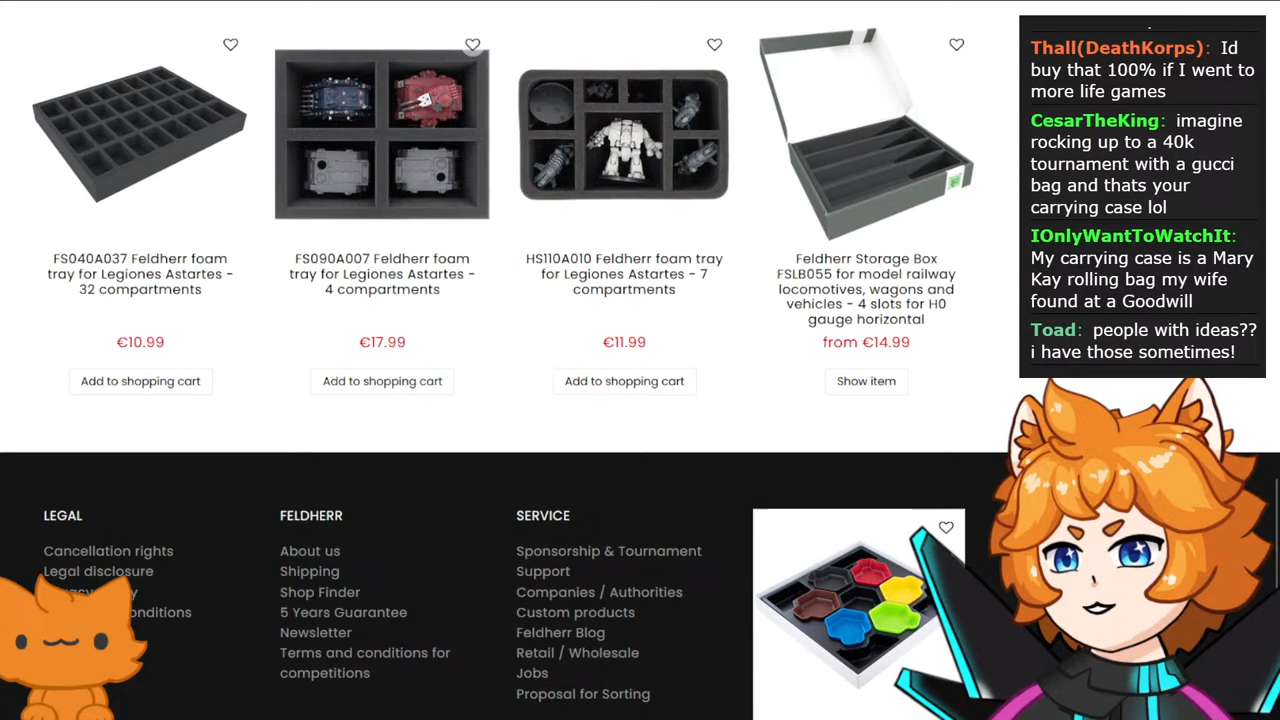 FS040A037 Feldherr foam
tray for Legiones Astartes -
32 compartments
€10.99
Add to shopping cart
FS090A007 Feldherr foam
tray for Legiones Astartes -
4 compartments
€17.99
Add to shopping cart
HS110A010 Feldherr foam tray
for Legiones Astartes - 7
compartments
€11.99
Add to shopping cart
Feldherr Storage Box
FSLB055 for model railway
locomotives, wagons and
vehicles - 4 slots for H0
gauge horizontal
from €14.99
Show item
Thall(DeathKorps): Id
buy that 100% if I went to
more life games
CesarTheKing: imagine
rocking up to a 40k
tournament with a gucci
bag and thats your
carrying case lol
IOnlyWantToWatchIt:
My carrying case is a Mary
Kay rolling bag my wife
found at a Goodwill
Toad: people with ideas??
i have those sometimes!
LEGAL
Cancellation rights
Legal disclosure
FELDHERR
About us
Shipping
Shop Finder
5 Years Guarantee
Newsletter
Terms and conditions for
competitions
SERVICE
Sponsorship & Tournament
Support
Companies / Authorities
Custom products
Feldherr Blog
Retail / Wholesale
Jobs
Proposal for Sorting